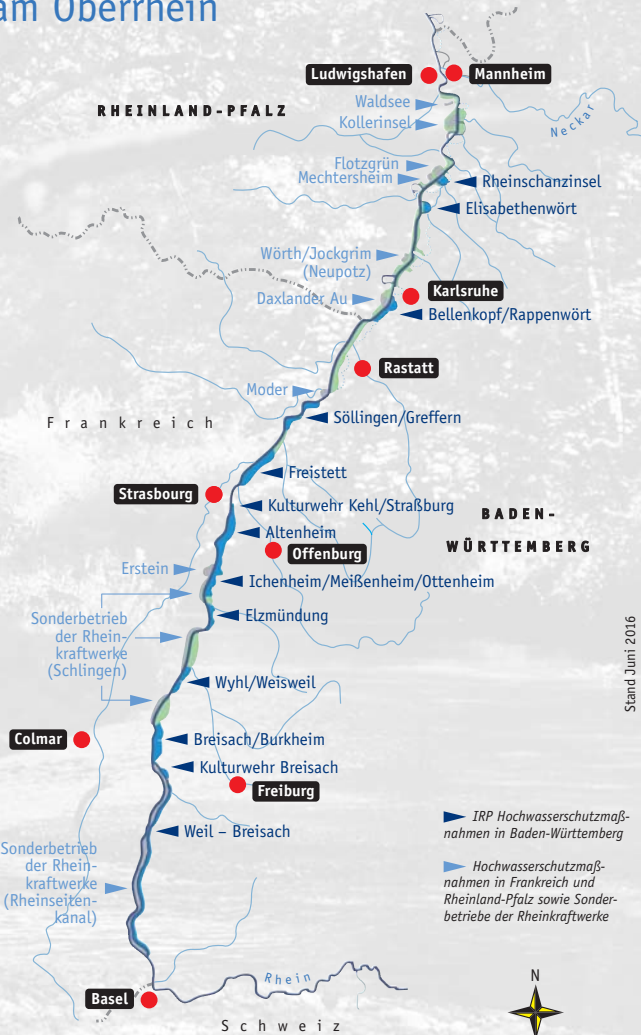 am Oberrhein
Ludwigshafen
Mannheim
Waldsee
RHEINLAND-PFALZ
Kollerinsel
Neckar
Flotzgrün
Mechtersheim
Rheinschanzinsel
Elisabethenwört
Wörth/Jockgrim
(Neupotz)
Daxlander Au
Karlsruhe
Bellenkopf/Rappenwört
Rastatt
Moder
Frankreich
Söllingen/Greffern
Freistett
Strasbourg
Kulturwehr Kehl/Straßburg
BADEN-
WÜRTTEMBERG
Altenheim
Offenburg
Erstein
Ichenheim/Meißenheim/Ottenheim
Sonderbetrieb
der Rhein-
kraftwerke
(Schlingen)
Elzmündung
Stand Juni 2016
Wyhl/Weisweil
Colmar
Breisach/Burkheim
Kulturwehr Breisach
Freiburg
Weil – Breisach
IRP Hochwasserschutzmaß-
nahmen in Baden-Württemberg
Sonderbetrieb
der Rhein-
kraftwerke
(Rheinseiten-
kanal)
Hochwasserschutzmaß-
nahmen in Frankreich und
Rheinland-Pfalz sowie Sonder-
betriebe der Rheinkraftwerke
Rhein
N
Basel
Schweiz